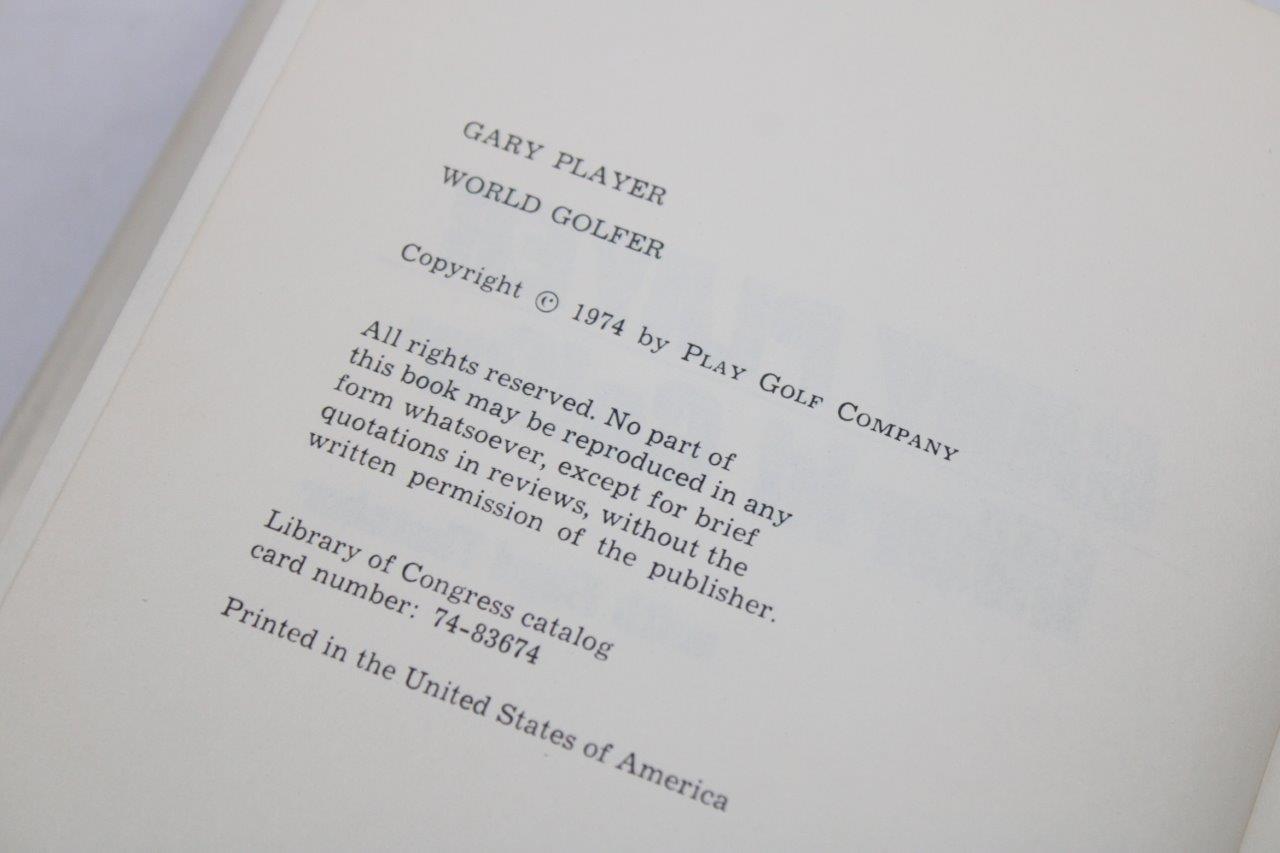 GARY PLAYER
WORLD GOLFER
Copyright © 1974 by PLAY GOLF COMPANY
All rights reserved. No part of
this book may be reproduced in any
form whatsoever, except for brief
quotations in reviews, without the
written permission of the publisher.
Library of Congress catalog
card number: 74-83674
Printed in the United States of America